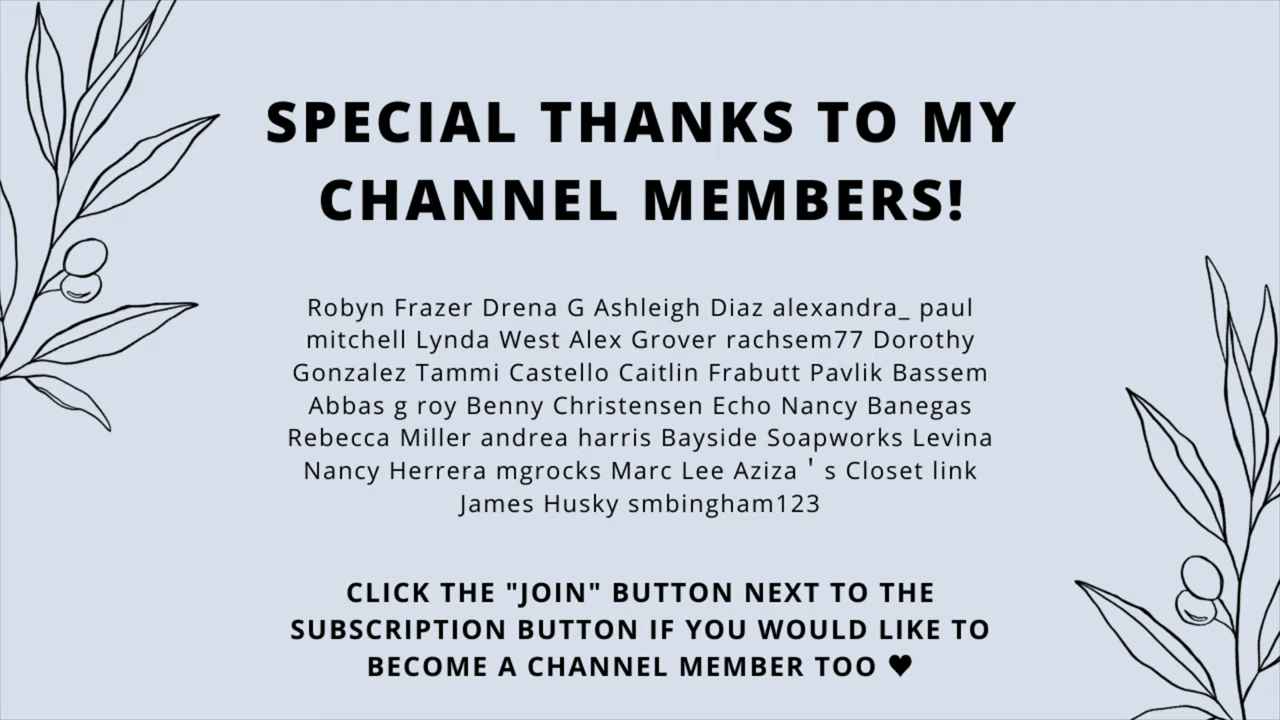 SPECIAL THANKS TO MY
CHANNEL MEMBERS!
Robyn Frazer Drena G Ashleigh Diaz alexandra_ paul
mitchell Lynda West Alex Grover rachsem77 Dorothy
Gonzalez Tammi Castello Caitlin Frabutt Pavlik Bassem
Abbas g roy Benny Christensen Echo Nancy Banegas
Rebecca Miller andrea harris Bayside Soapworks Levina
Nancy Herrera mgrocks Marc Lee Aziza ' s Closet link
James Husky smbingham123
CLICK THE "JOIN" BUTTON NEXT TO THE
SUBSCRIPTION BUTTON IF YOU WOULD LIKE TO
BECOME A CHANNEL MEMBER TOO ♥